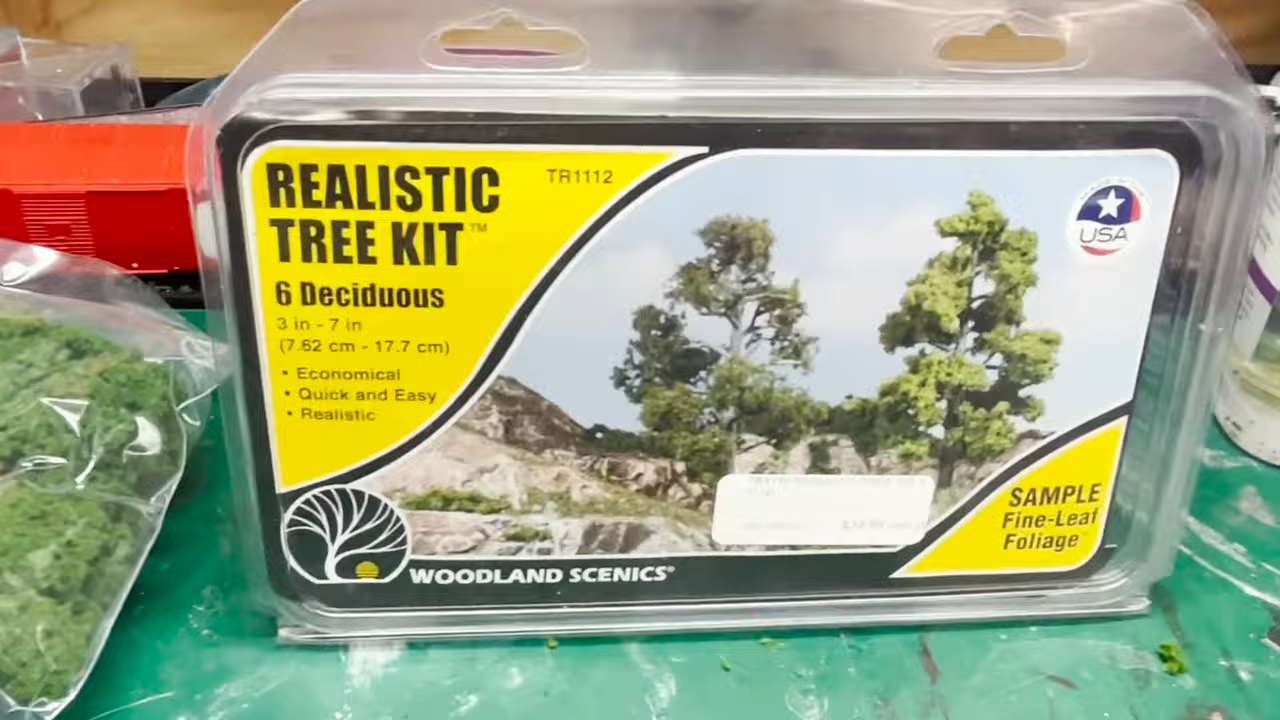 REALISTIC
TREE KIT™
TR1112
6 Deciduous
3 in - 7 in
(7.62 cm - 17.7 cm)
• Economical
• Quick and Easy
• Realistic
USA
SAMPLE
Fine-Leaf
Foliage
WOODLAND SCENICS®